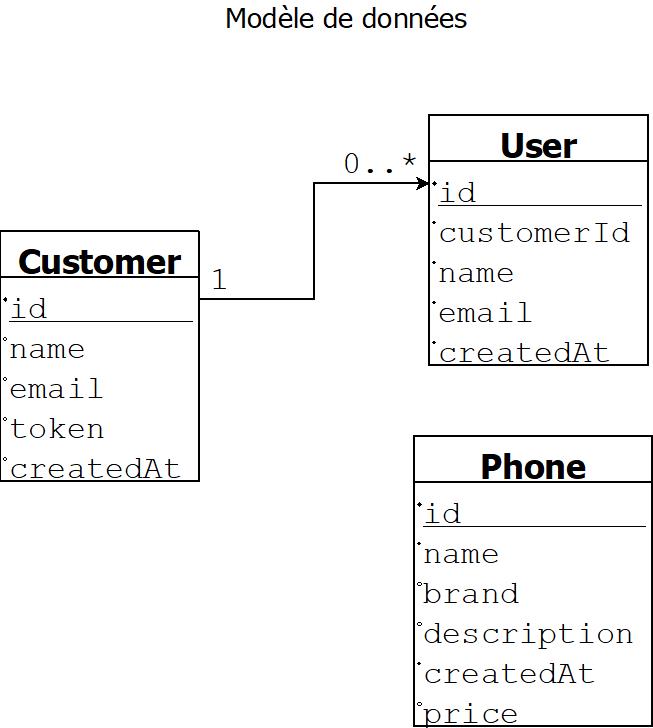 Modèle de données
0..*
User
id
customerId
name
email
createdAt
Customer
1
id
name
email
token
createdAt
Phone
id
name
brand
description
createdAt
price